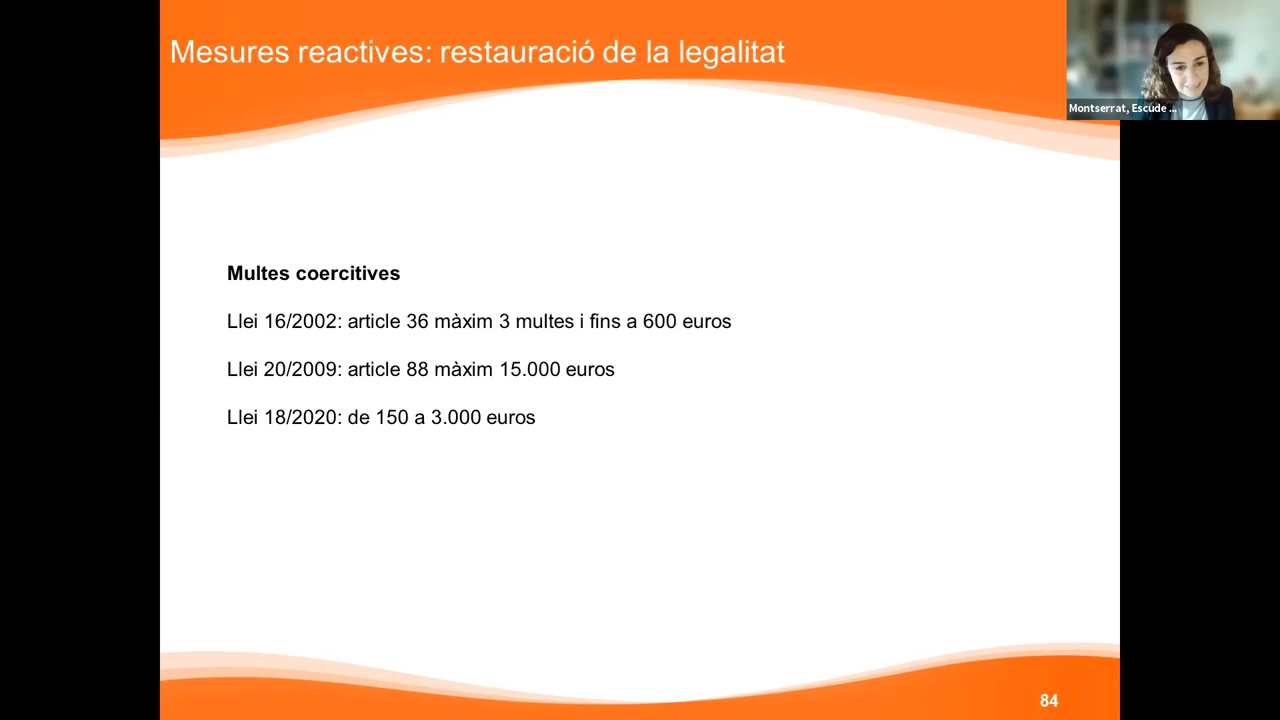 Mesures reactives: restauració de la legalitat
Montserrat, Escude ...
Multes coercitives
Llei 16/2002: article 36 màxim 3 multes i fins a 600 euros
Llei 20/2009: article 88 màxim 15.000 euros
Llei 18/2020: de 150 a 3.000 euros
84